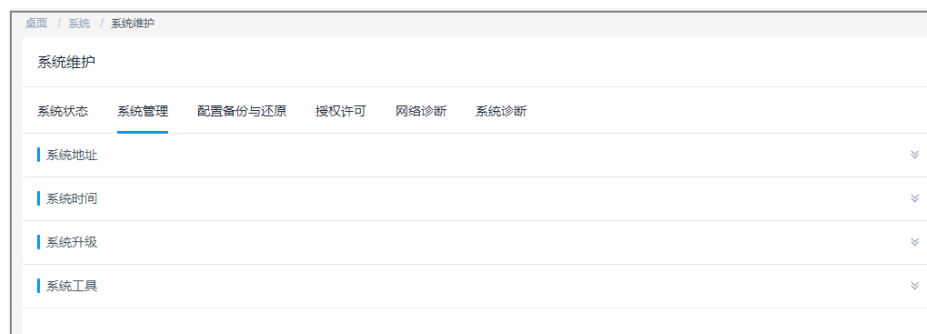 桌面 / 系统 / 系统维护
系统维护
系统状态 系统管理 配置备份与还原 授权许可 网络诊断 系统诊断
系统地址
系统时间
系统升级
系统工具